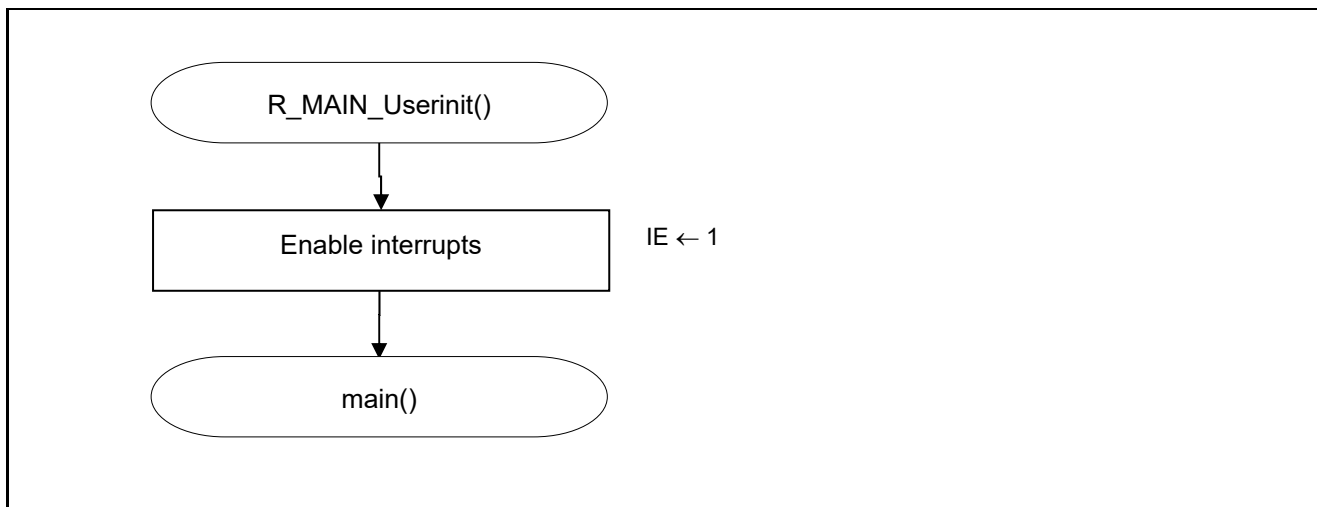 R_MAIN_Userinit()
Enable interrupts
IE ← 1
main()